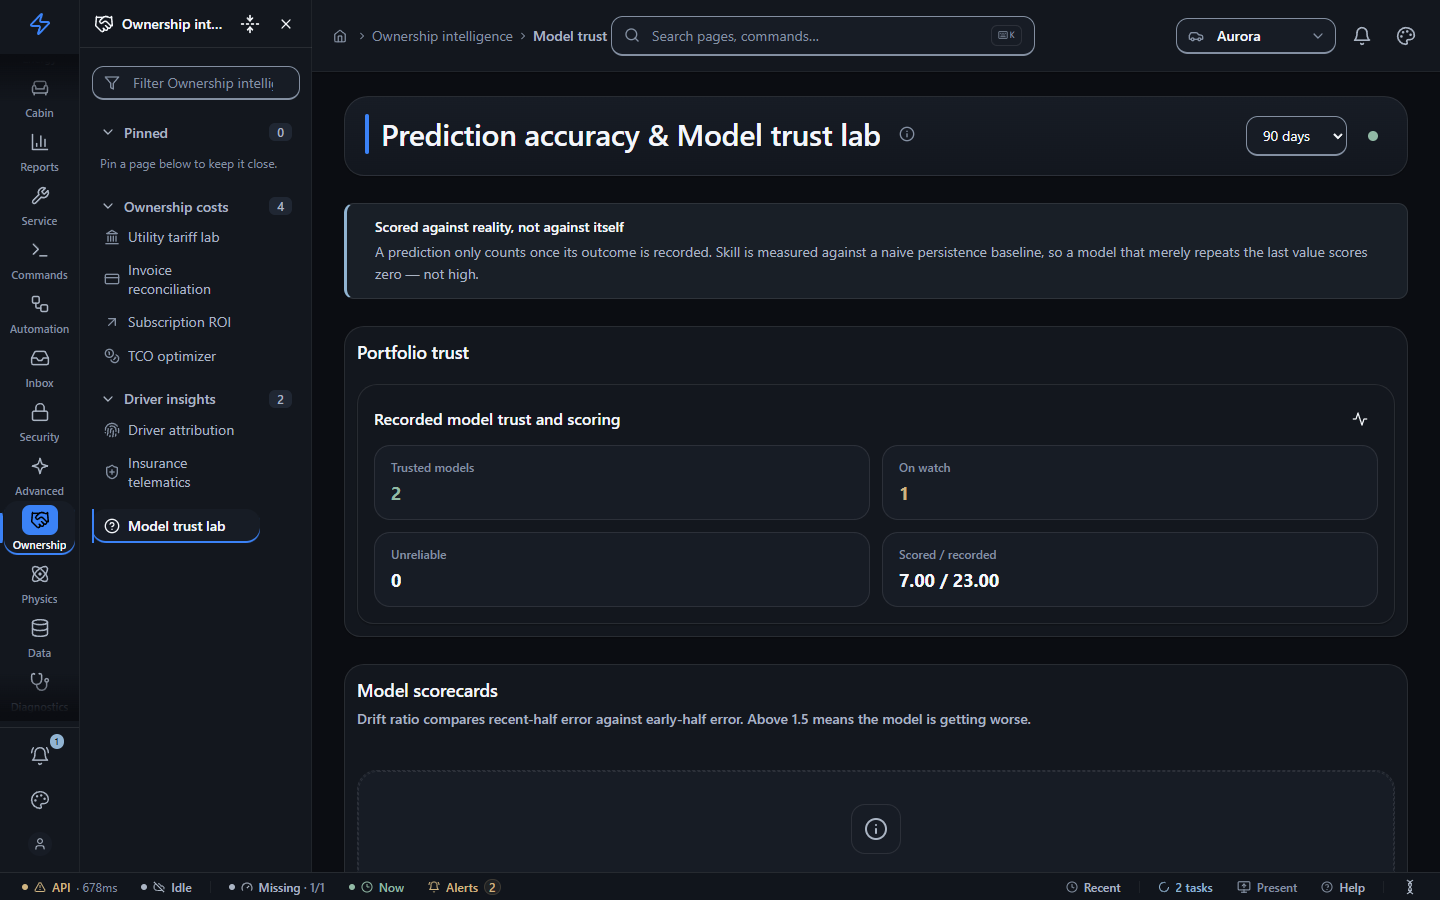 Ownership int...
Ownership intelligence
Model trust
Search pages, commands...
K
Aurora
Cabin
Reports
Service
Commands
Automation
Inbox
Security
Advanced
Ownership
Physics
Data
Diagnostics
1
Filter Ownership intelli
Pinned
0
Pin a page below to keep it close.
Ownership costs
4
Utility tariff lab
Invoice
reconciliation
Subscription ROI
TCO optimizer
Driver insights
2
Driver attribution
Insurance
telematics
Model trust lab
Prediction accuracy & Model trust lab
90 days
Scored against reality, not against itself
A prediction only counts once its outcome is recorded. Skill is measured against a naive persistence baseline, so a model that merely repeats the last value scores
zero — not high.
Portfolio trust
Recorded model trust and scoring
Trusted models
2
On watch
1
Unreliable
0
Scored / recorded
7.00 / 23.00
Model scorecards
Drift ratio compares recent-half error against early-half error. Above 1.5 means the model is getting worse.
API · 678ms
Idle
Missing · 1/1
Now
Alerts 2
Recent
2 tasks
Present
Help